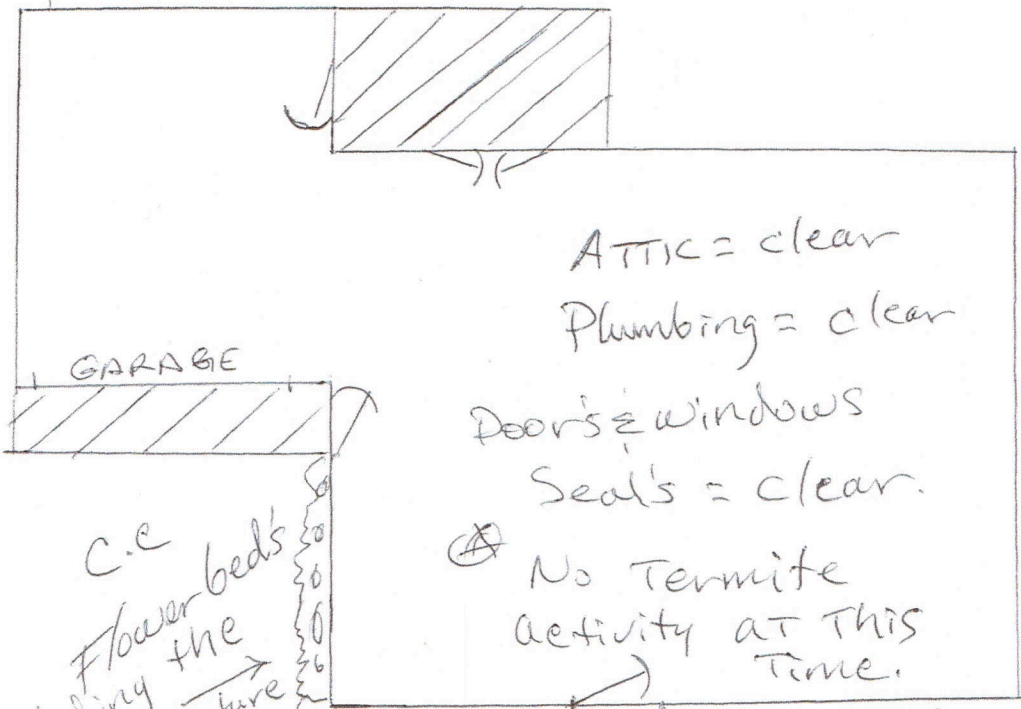 ATTIC = clear
Plumbing = clear
GARAGE
Door's & windows
Seal's = clear.
C.C
Flower bed's
the
(A) No Termite
activity at This
Time.